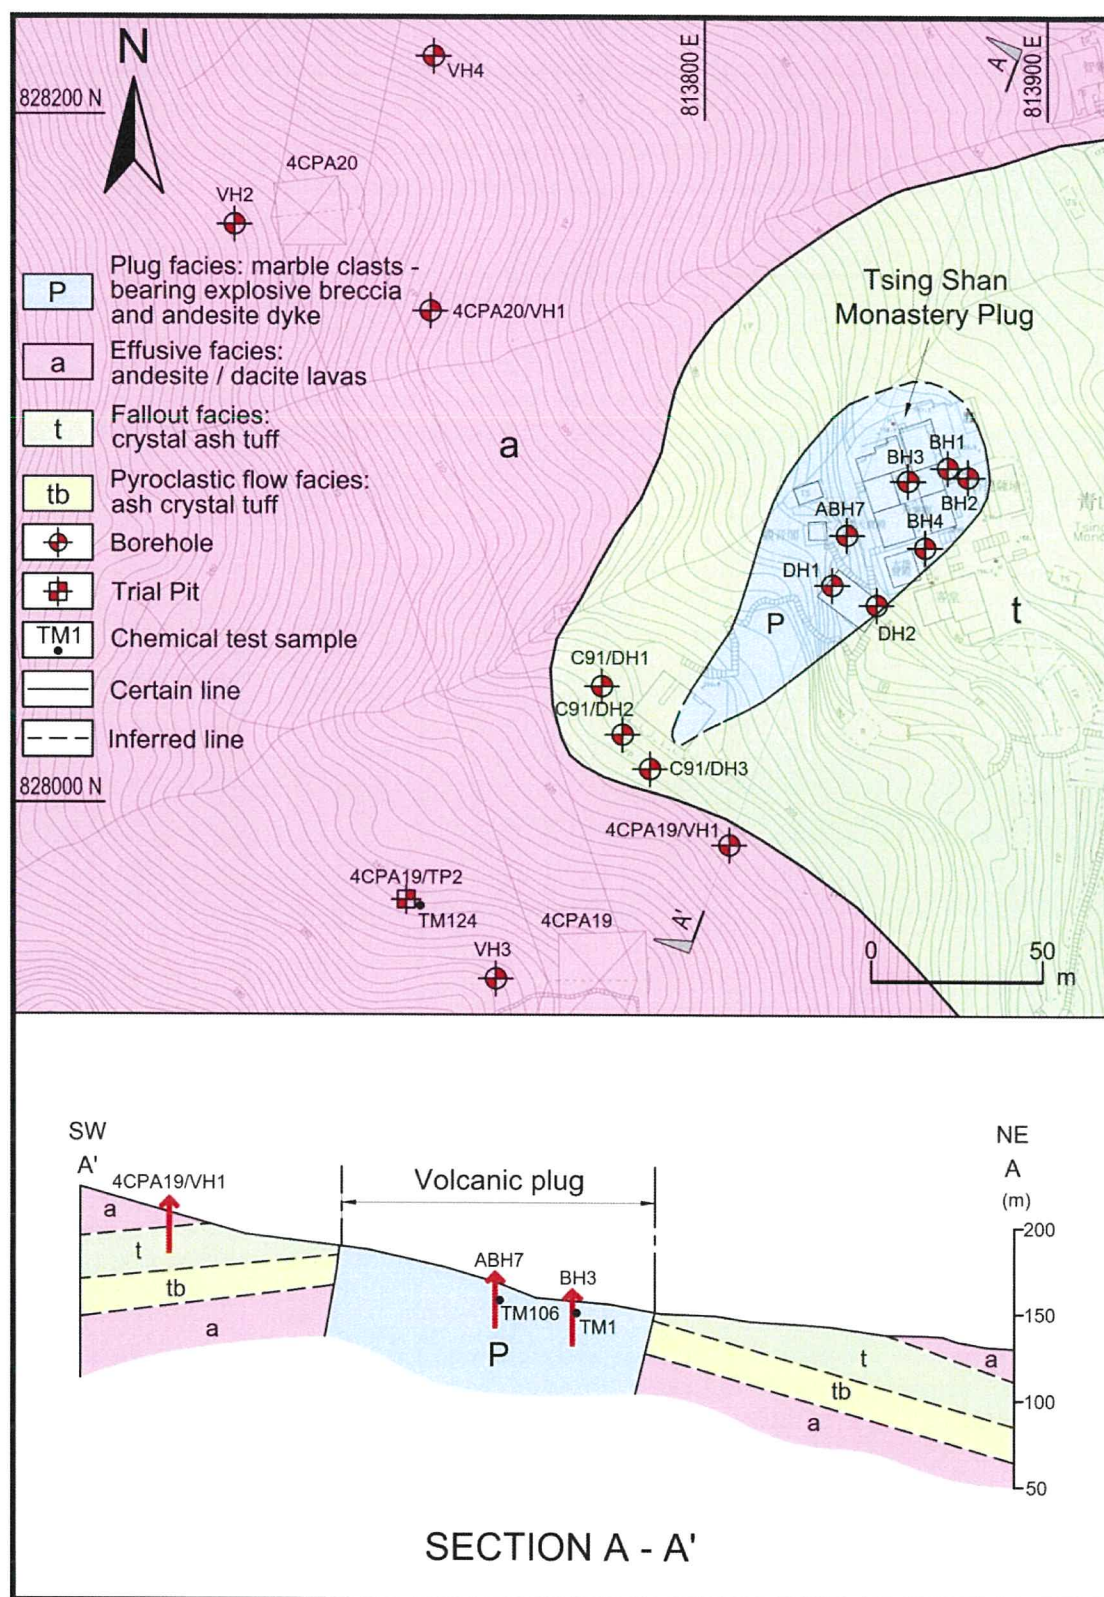 N
828200 N
813800 E
813900 E
A
VH4
4CPA20
VH2
4CPA20/VH1
P
Plug facies: marble clasts -
bearing explosive breccia
and andesite dyke
a
Effusive facies:
andesite / dacite lavas
t
Fallout facies:
crystal ash tuff
tb
Pyroclastic flow facies:
ash crystal tuff
Borehole
Trial Pit
TM1
Chemical test sample
Certain line
Inferred line
828000 N
a
Tsing Shan
Monastery Plug
BH1
BH3
BH2
ABH7
BH4
DH1
P
DH2
t
青山
C91/DH1
C91/DH2
C91/DH3
4CPA19/VH1
4CPA19/TP2
TM124
4CPA19
A'
VH3
0
50
m
SW
A'
4CPA19/VH1
Volcanic plug
NE
A
(m)
a
t
tb
a
ABH7
TM106
BH3
TM1
P
t
a
tb
a
200
150
100
50
SECTION A - A'